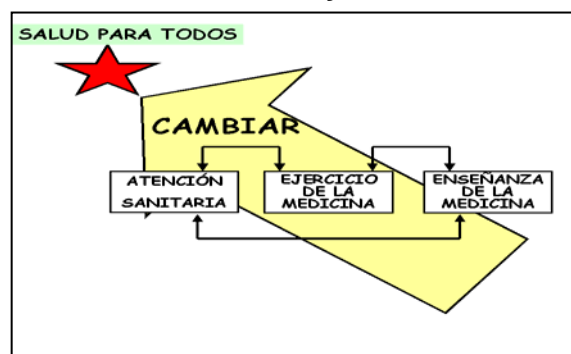 SALUD PARA TODOS
CAMBIAR
ATENCIÓN
SANITARIA
EJERCICIO
DE LA
MEDICINA
ENSEÑANZA
DE LA
MEDICINA